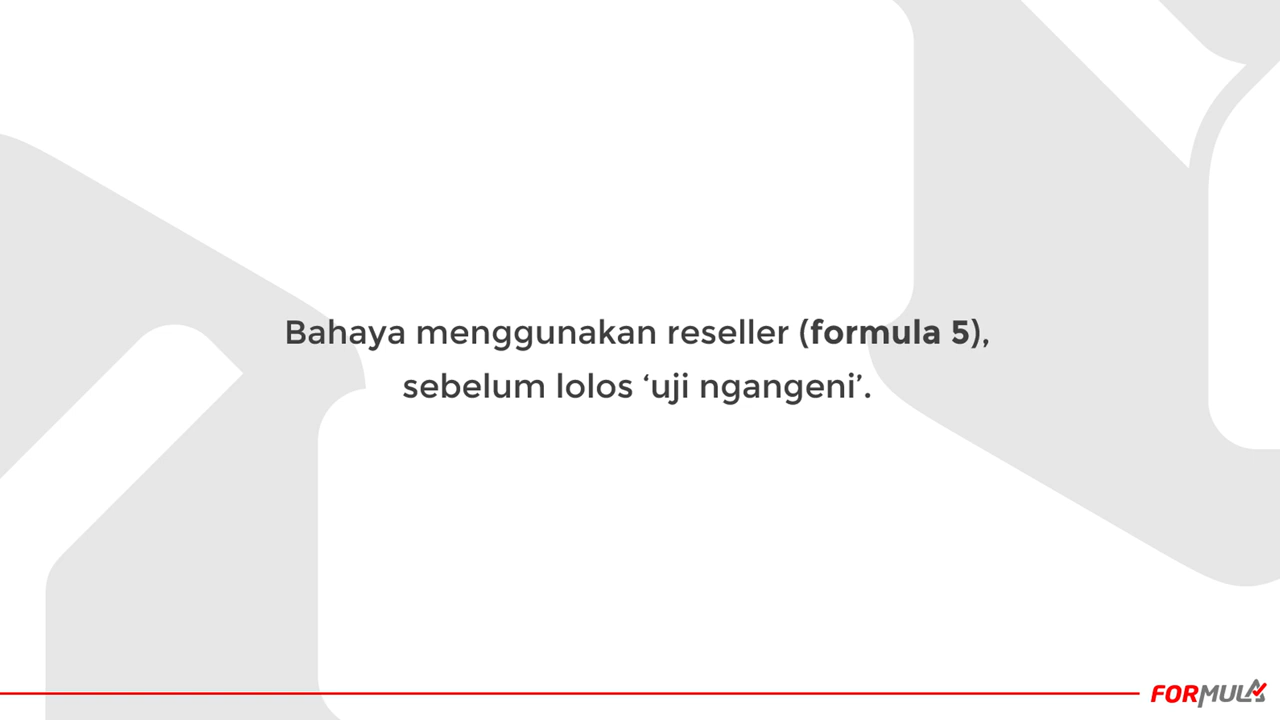 Bahaya menggunakan reseller (formula 5),
sebelum lolos ‘uji ngangeni’.
FORMULA